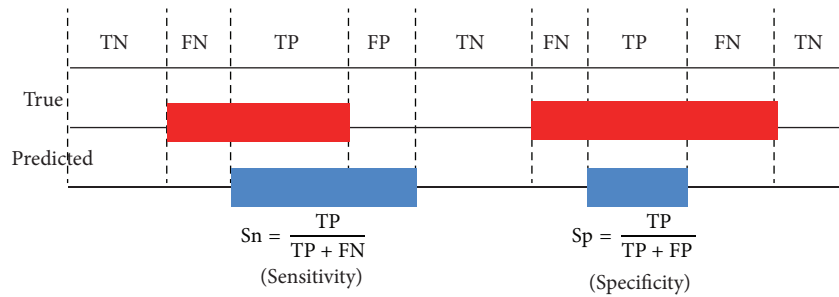 TN FN TP FP TN FN TP FN TN
True
Predicted
Sn = TP / TP + FN
(Sensitivity)
Sp = TP / TP + FP
(Specificity)